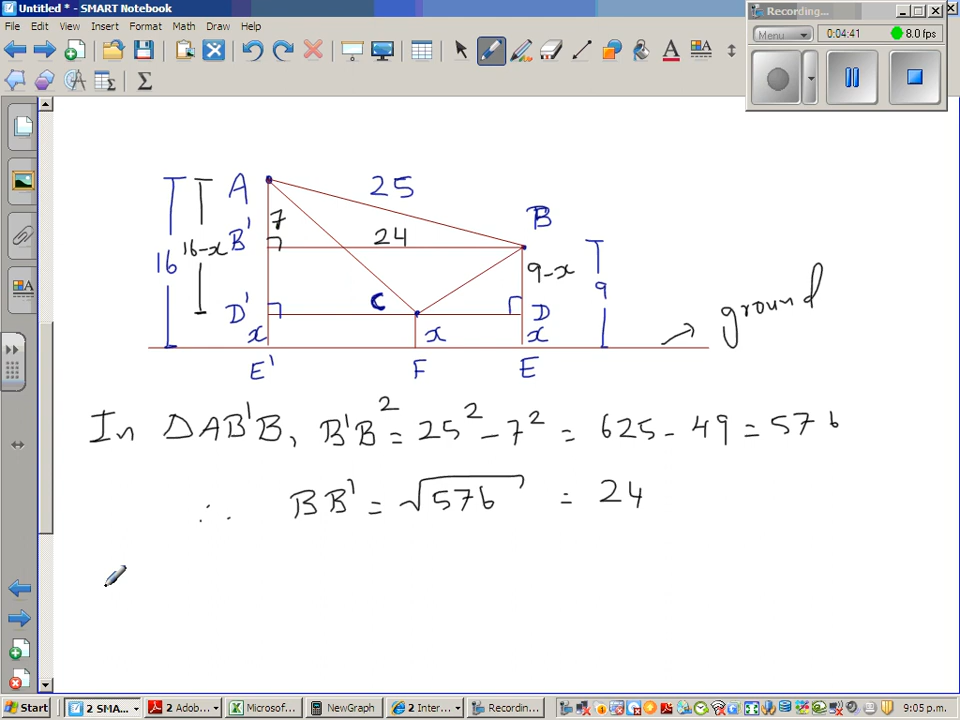 Untitled * - SMART Notebook
File Edit View Insert Format Math Draw Help
Recording...
Menu 0:04:41 8.0 fps
A 25
B' 7 24 B
16 16-x 9-x 9
D' C D
x x x
E' F E
ground
In ΔAB'B, B'B² = 25² - 7² = 625 - 49 = 576
∴ BB' = √576 = 24
Start 2 SMA... 2 Adob... Microsof... NewGraph 2 Inter... Recordin... 9:05 p.m.